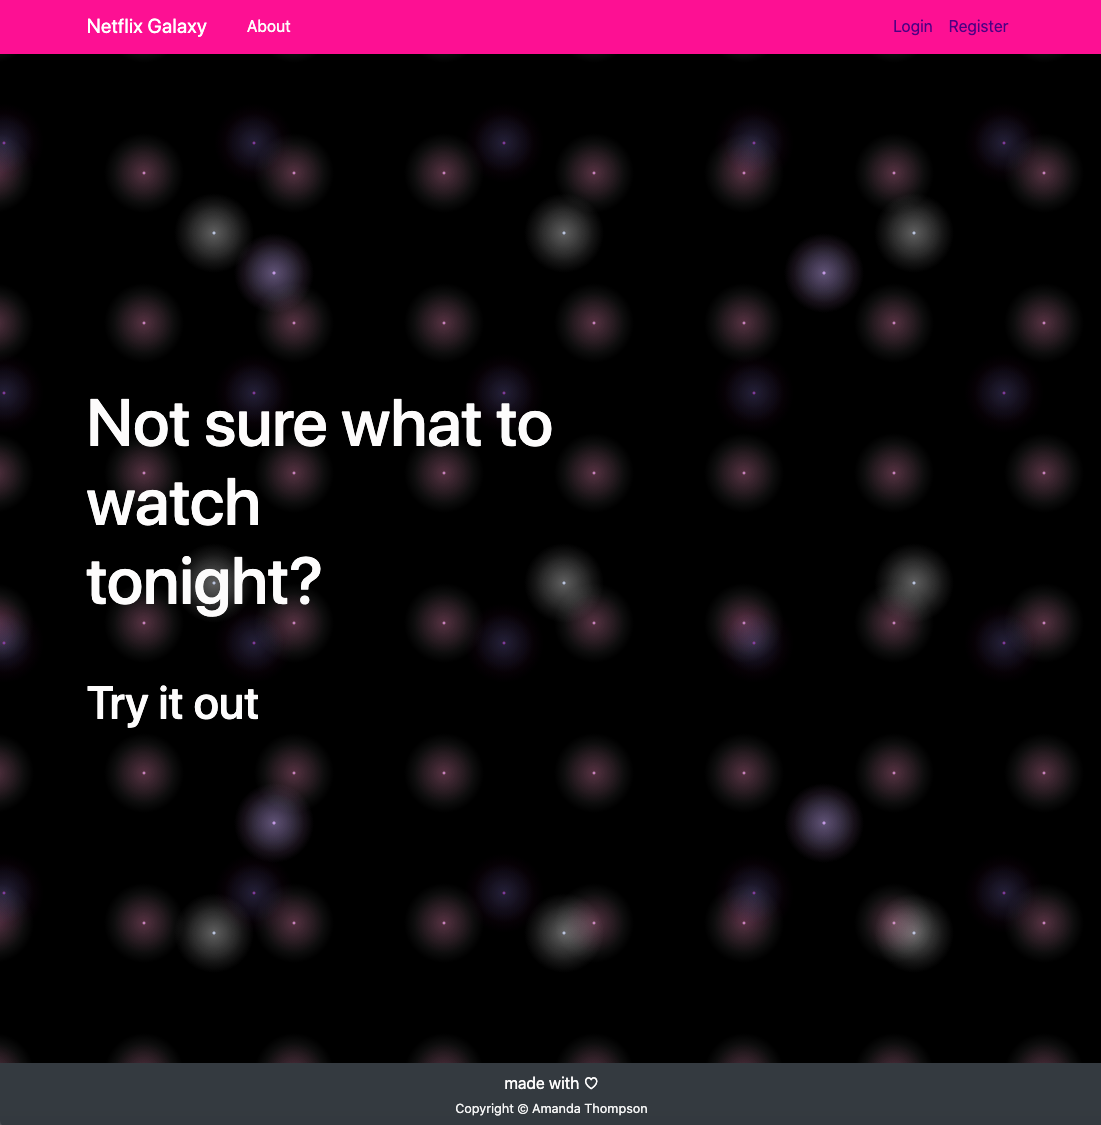 Netflix Galaxy About Login Register
Not sure what to
watch
tonight?
Try it out
made with ♡
Copyright © Amanda Thompson